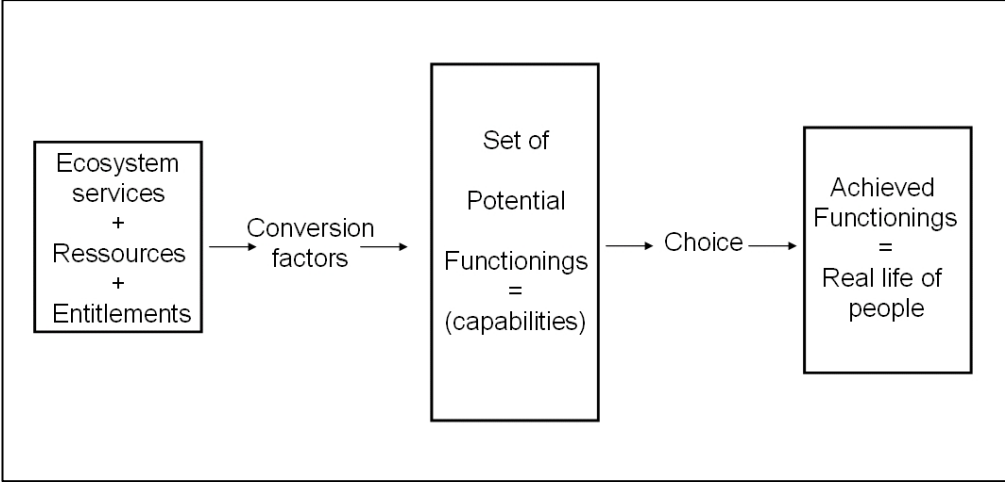 Ecosystem
services
+
Ressources
+
Entitlements
Conversion
factors
Set of
Potential
Functionings
=
(capabilities)
Choice
Achieved
Functionings
=
Real life of
people